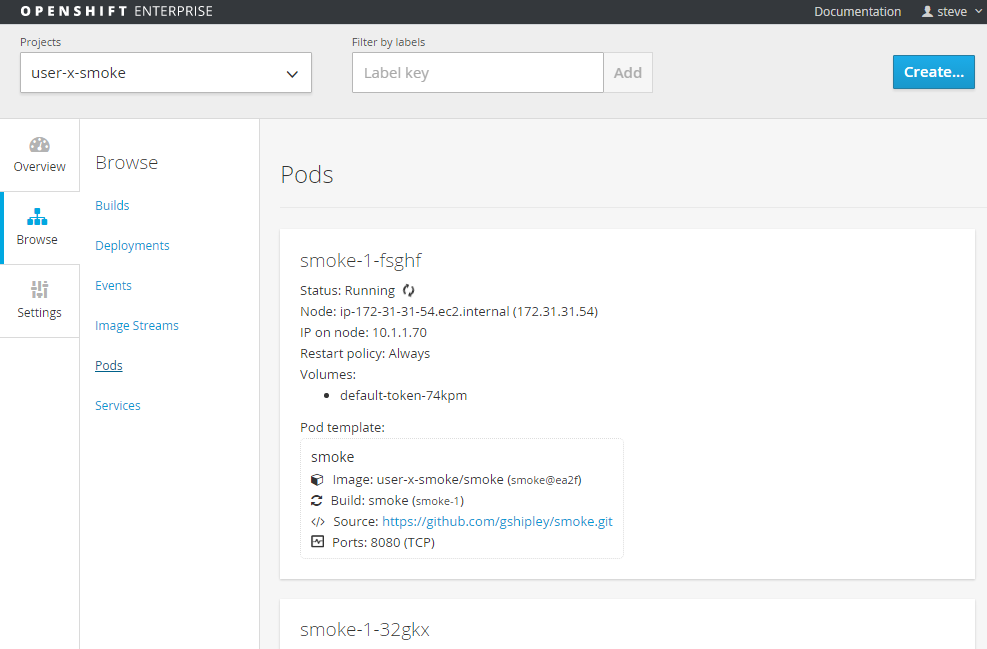 OPENSHIFT ENTERPRISE
Documentation
steve
Projects
Filter by labels
user-x-smoke
Label key
Add
Create...
Overview
Browse
Settings
Browse
Builds
Deployments
Events
Image Streams
Pods
Services
Pods
smoke-1-fsghf
Status: Running
Node: ip-172-31-31-54.ec2.internal (172.31.31.54)
IP on node: 10.1.1.70
Restart policy: Always
Volumes:
default-token-74kpm
Pod template:
smoke
Image: user-x-smoke/smoke (smoke@ea2f)
Build: smoke (smoke-1)
Source: https://github.com/gshipley/smoke.git
Ports: 8080 (TCP)
smoke-1-32gkx